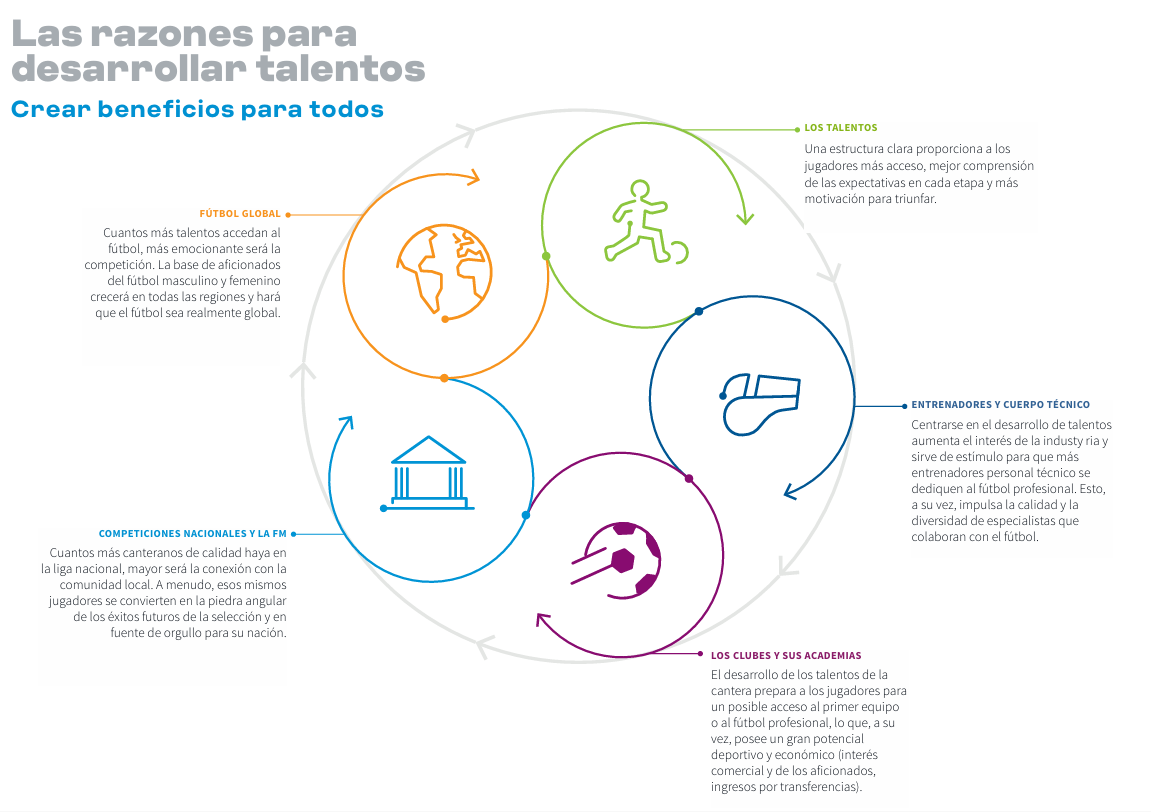 Las razones para
desarrollar talentos
Crear beneficios para todos
LOS TALENTOS
Una estructura clara proporciona a los
jugadores más acceso, mejor comprensión
de las expectativas en cada etapa y más
motivación para triunfar.
FÚTBOL GLOBAL
Cuantos más talentos accedan al
fútbol, más emocionante será la
competición. La base de aficionados
del fútbol masculino y femenino
crecerá en todas las regiones y hará
que el fútbol sea realmente global.
ENTRENADORES Y CUERPO TÉCNICO
Centrarse en el desarrollo de talentos
aumenta el interés de la industy ria y
sirve de estimulo para que más
entrenadores personal técnico se
dediquen al fútbol profesional. Esto,
a su vez, impulsa la calidad y la
diversidad de especialistas que
colaboran con el fútbol.
COMPETICIONES NACIONALES Y LA FM
Cuantos más canteranos de calidad haya en
la liga nacional, mayor será la conexión con la
comunidad local. A menudo, esos mismos
jugadores se convierten en la piedra angular
de los éxitos futuros de la selección y en
fuente de orgullo para su nación.
LOS CLUBES Y SUS ACADEMIAS
El desarrollo de los talentos de la
cantera prepara a los jugadores para
un posible acceso al primer equipo
o al fútbol profesional, lo que, a su
vez, posee un gran potencial
deportivo y económico (interés
comercial y de los aficionados,
ingresos por transferencias).